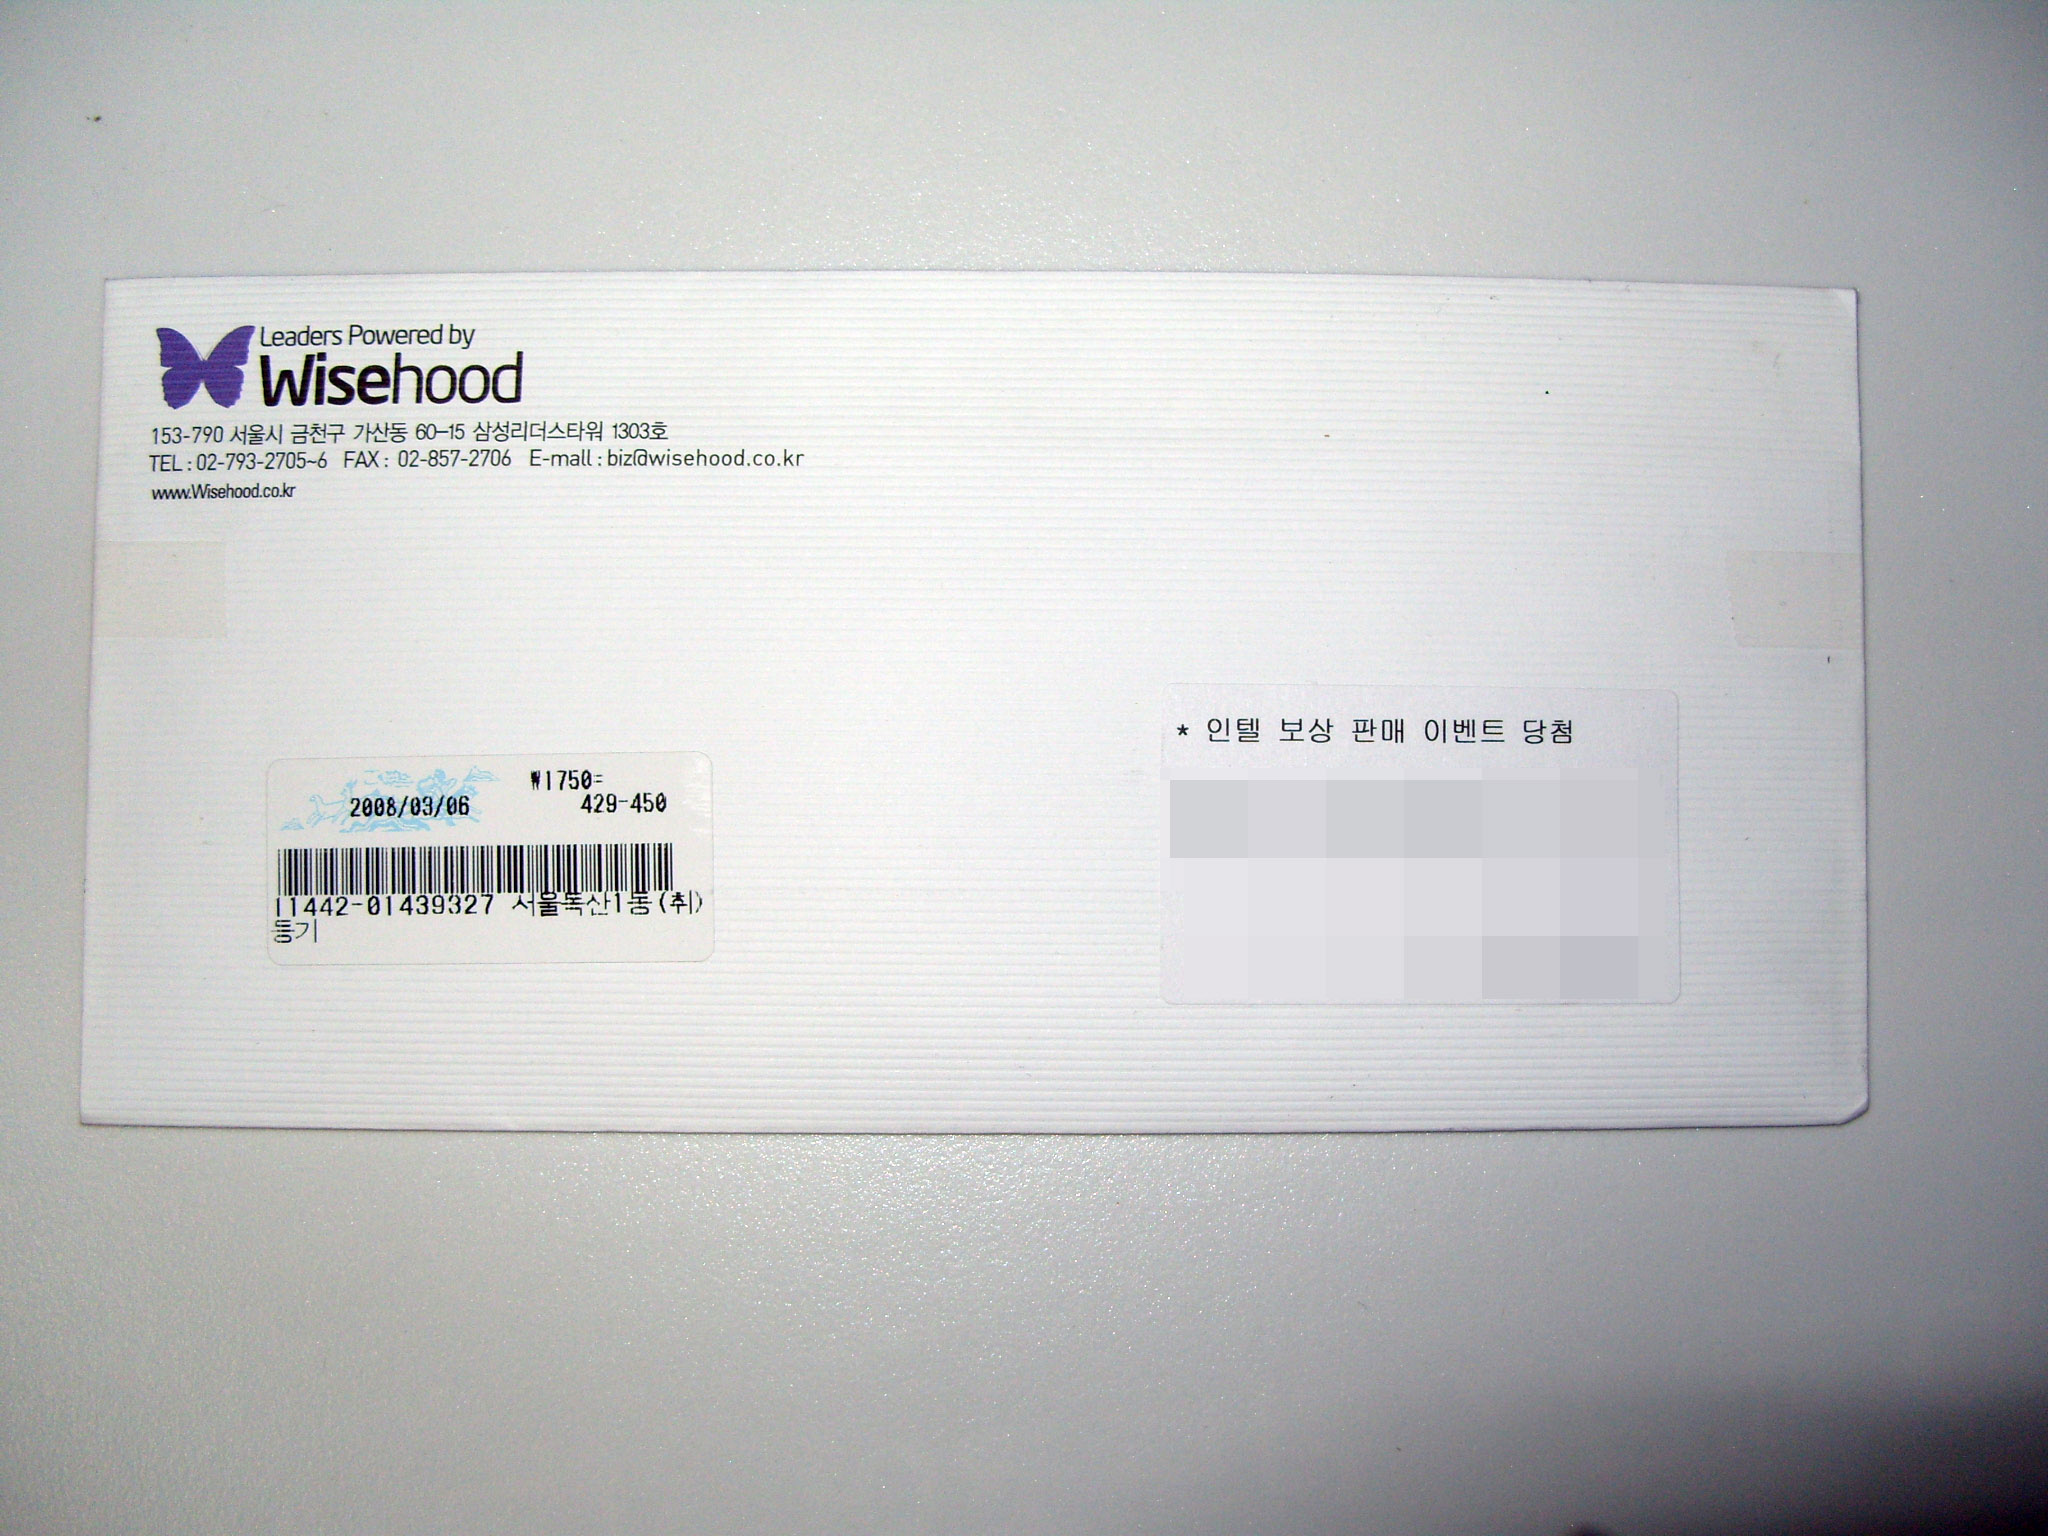 Leaders Powered by
Wisehood
153-790 서울시 금천구 가산동 60-15 삼성리더스타워 1303호
TEL : 02-793-2705~6 FAX : 02-857-2706 E-mall : biz@wisehood.co.kr
www.Wisehood.co.kr
* 인텔 보상 판매 이벤트 당첨
₩1750=
2008/03/06 429-450
11442-01439327 서울독산1동(취)
등기